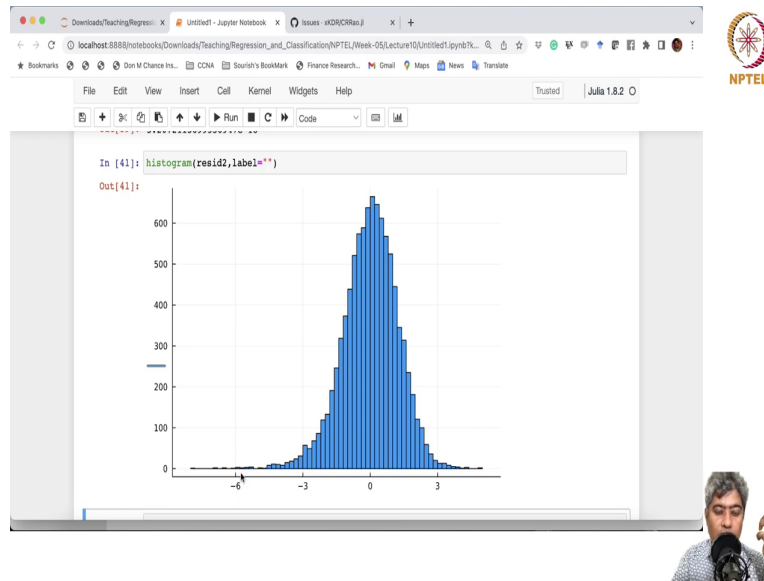 Downloads/Teaching/Regressi X
Untitled1 - Jupyter Notebook X
Issues · xKDR/CRRao.jl X +
localhost:8888/notebooks/Downloads/Teaching/Regression_and_Classification/NPTEL/Week-05/Lecture10/Untitled1.ipynb?k...
Bookmarks Don M Chance Ins... CCNA Sourish's BookMark Finance Research... Gmail Maps News Translate
NPTEL
File Edit View Insert Cell Kernel Widgets Help Trusted Julia 1.8.2
Run Code
In [41]: histogram(resid2,label="")
Out[41]:
600
500
400
300
200
100
0
−6 −3 0 3